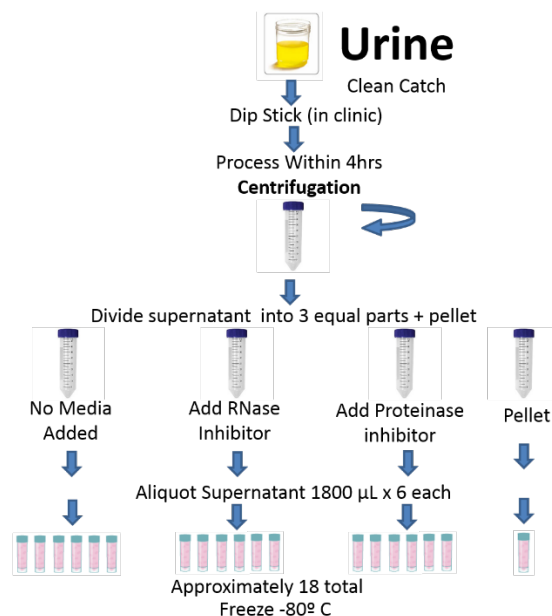 Urine
Clean Catch
Dip Stick (in clinic)
Process Within 4hrs
Centrifugation
Divide supernatant into 3 equal parts + pellet
No Media
Added
Add RNase
Inhibitor
Add Proteinase
inhibitor
Pellet
Aliquot Supernatant 1800 µL x 6 each
Approximately 18 total
Freeze -80º C